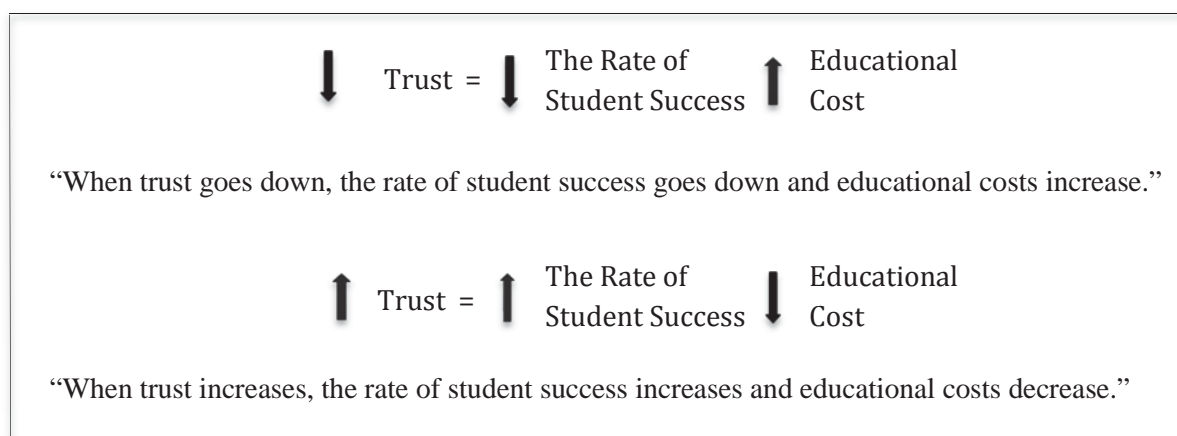 The Rate of Educational
Trust =
Student Success Cost
“When trust goes down, the rate of student success goes down and educational costs increase.”
The Rate of Educational
Trust =
Student Success Cost
“When trust increases, the rate of student success increases and educational costs decrease.”